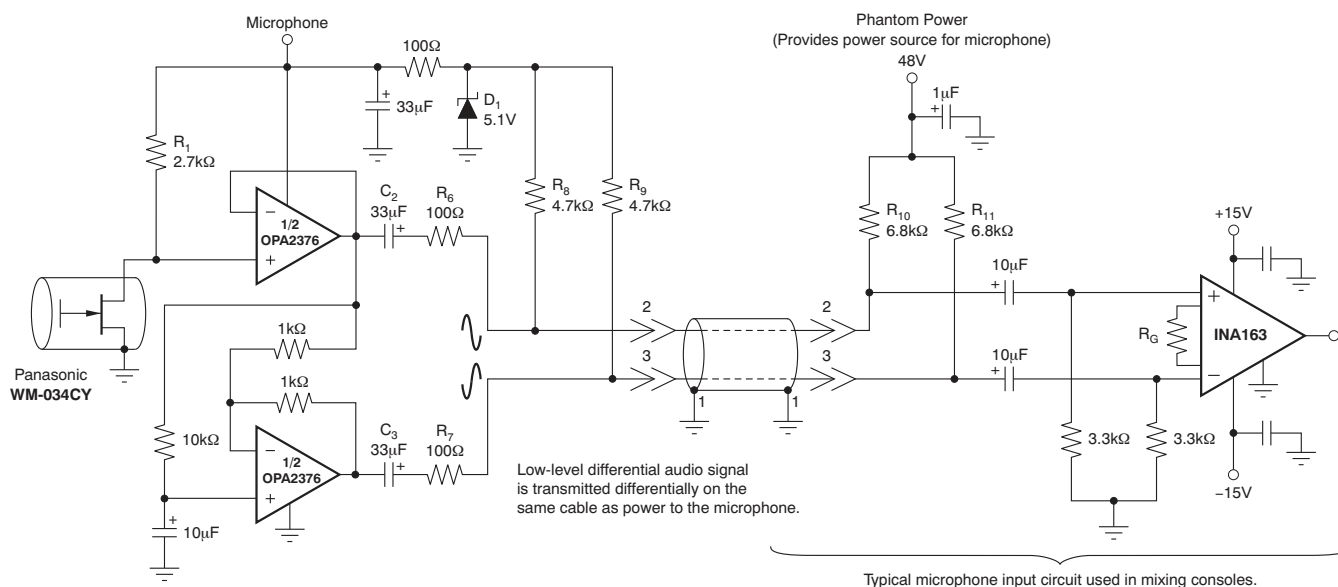 Microphone
100Ω
33μF
+
D1
5.1V
R1
2.7kΩ
−
1/2
OPA2376
+
C2
33μF
+
R6
100Ω
R8
4.7kΩ
R9
4.7kΩ
Phantom Power
(Provides power source for microphone)
48V
1μF
+
R10
6.8kΩ
R11
6.8kΩ
+15V
10μF
+
+
RG
INA163
−
10μF
+
2
2
3
3
1
1
3.3kΩ
3.3kΩ
−15V
Panasonic
WM-034CY
1kΩ
1kΩ
10kΩ
−
1/2
OPA2376
+
C3
33μF
+
R7
100Ω
+
10μF
Low-level differential audio signal
is transmitted differentially on the
same cable as power to the microphone.
Typical microphone input circuit used in mixing consoles.